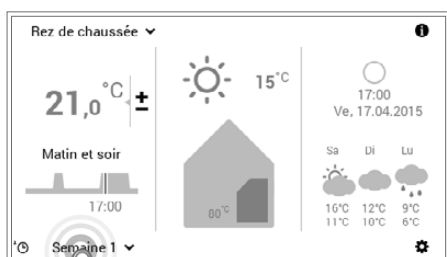 Rez de chaussée
21,0°C ±
15°C
17:00
Ve, 17.04.2015
Matin et soir
17:00
Sa Di Lu
16°C 12°C 9°C
11°C 10°C 6°C
Semaine 1